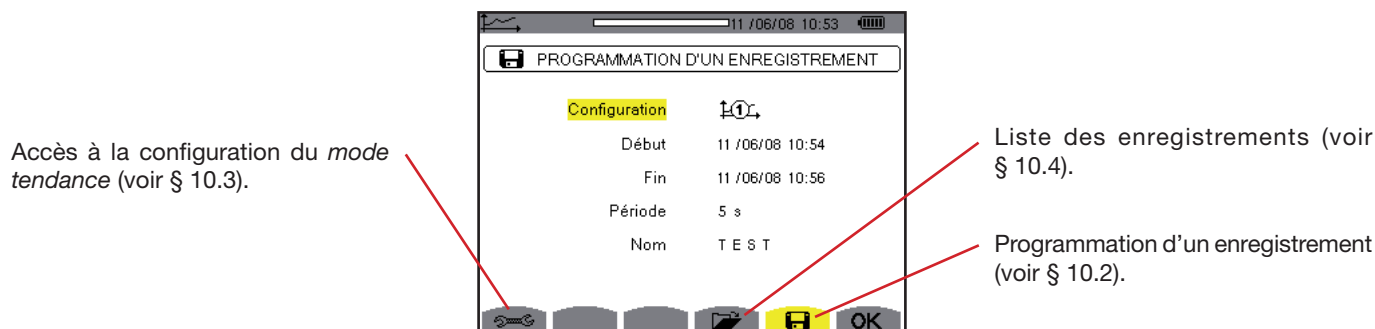 11 /06/08 10:53
PROGRAMMATION D'UN ENREGISTREMENT
Configuration 1
Début 11 /06/08 10:54
Fin 11 /06/08 10:56
Période 5 s
Nom T E S T
OK
Accès à la configuration du mode
tendance (voir § 10.3).
Liste des enregistrements (voir
§ 10.4).
Programmation d’un enregistrement
(voir § 10.2).